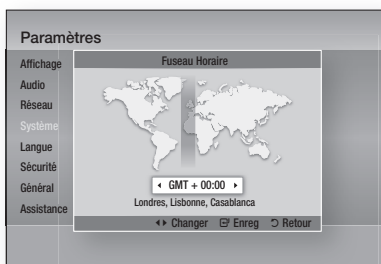 Paramètres
Affichage
Audio
Réseau
Système
Langue
Sécurité
Général
Assistance
Fuseau Horaire
GMT + 00:00
Londres, Lisbonne, Casablanca
Changer Enreg Retour